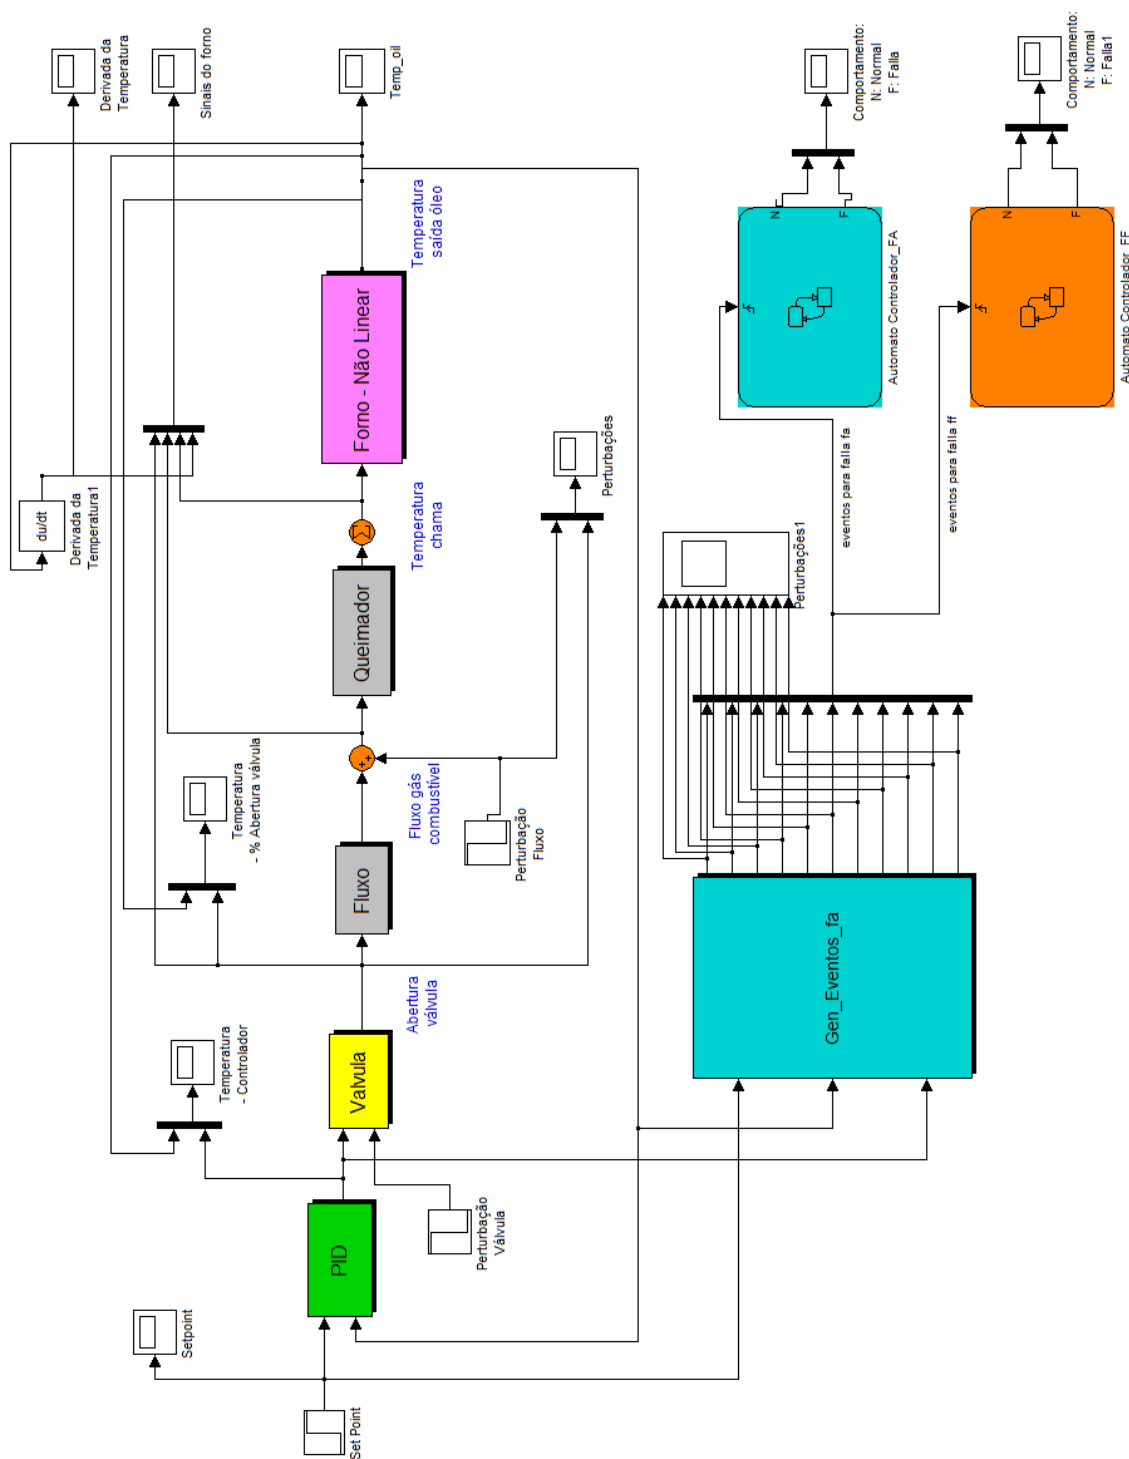 Set Point
Setpoint
PID
Perturbação
Válvula
Temperatura
- Controlador
Valvula
Abertura
válvula
Fluxo
Temperatura
- % Abertura válvula
Perturbação
Fluxo
Fluxo gás
combustível
+
+
Queimador
Temperatura
chama
Σ
du/dt
Derivada da
Temperatura1
Forno - Não Linear
Temperatura
saída óleo
Derivada da
Temperatura
Sinais do forno
Temp_oil
Perturbações
Gen_Eventos_fa
Perturbações1
eventos para falla fa
eventos para falla ff
N
F
Automato Controlador_FA
Comportamento:
N: Normal
F: Falla
N
F
Automato Controlador_FF
Comportamento:
N: Normal
F: Falla1